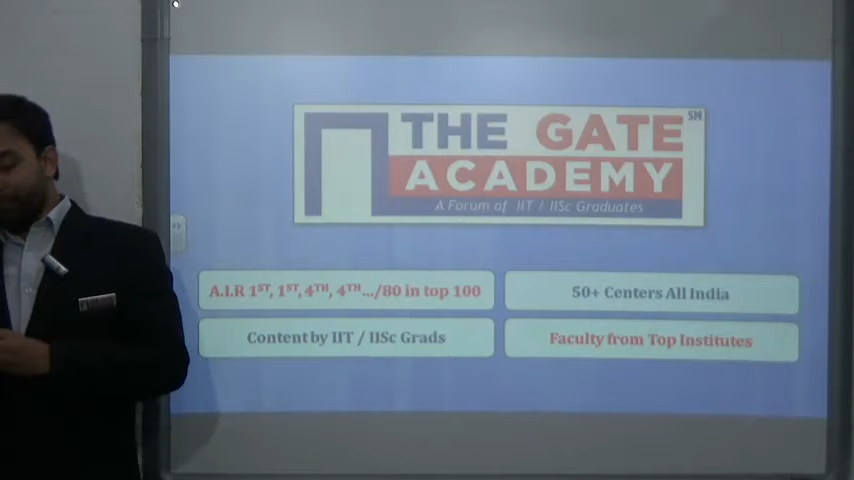 THE GATE SM
ACADEMY
A Forum of IIT / IISc Graduates
A.I.R 1ST, 1ST, 4TH, 4TH.../80 in top 100
50+ Centers All India
Content by IIT / IISc Grads
Faculty from Top Institutes